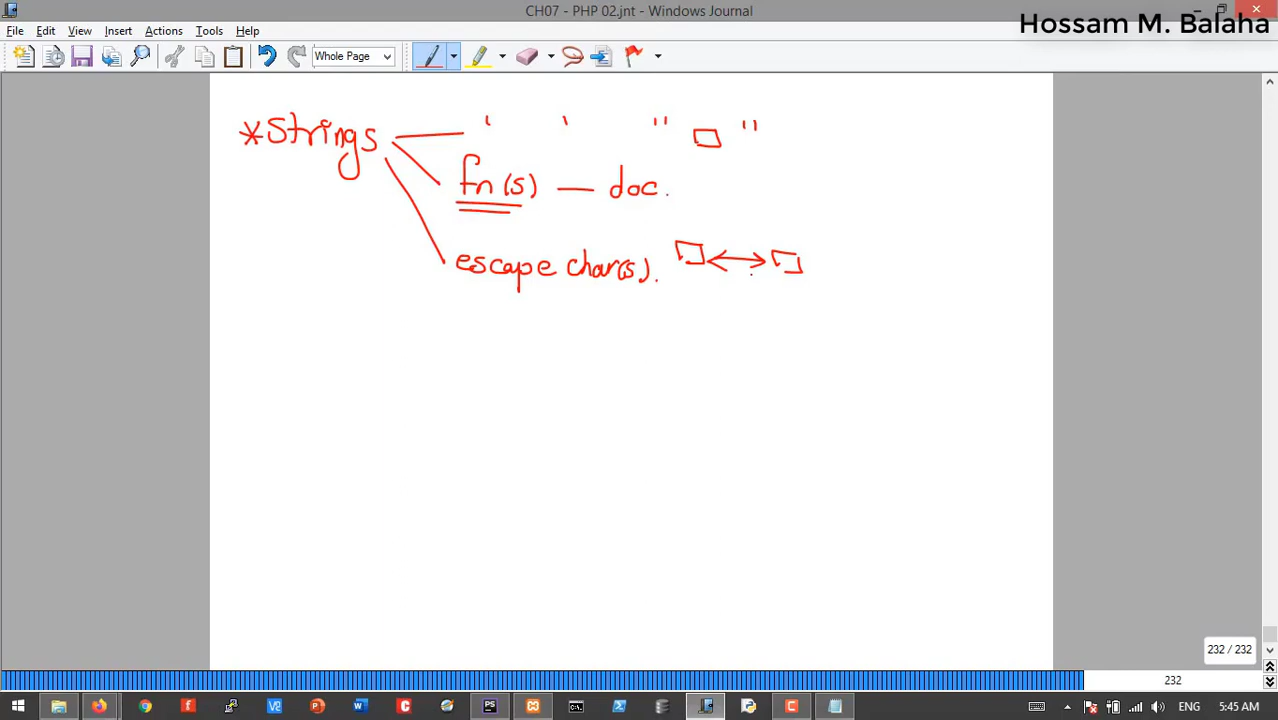 CH07 - PHP 02.jnt - Windows Journal
Hossam M. Balaha
File Edit View Insert Actions Tools Help
Whole Page
*Strings ' ' " "
fn(s) — doc.
escape char(s).
232 / 232
232
ENG 5:45 AM